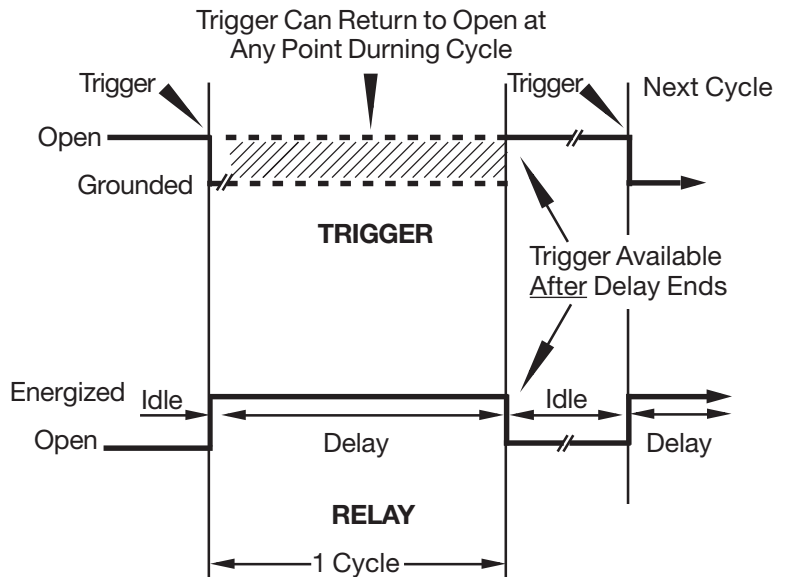 Trigger Can Return to Open at
Any Point Durning Cycle
Trigger
Trigger
Next Cycle
Open
Grounded
TRIGGER
Trigger Available
After Delay Ends
Energized
Idle
Idle
Open
Delay
Delay
RELAY
1 Cycle